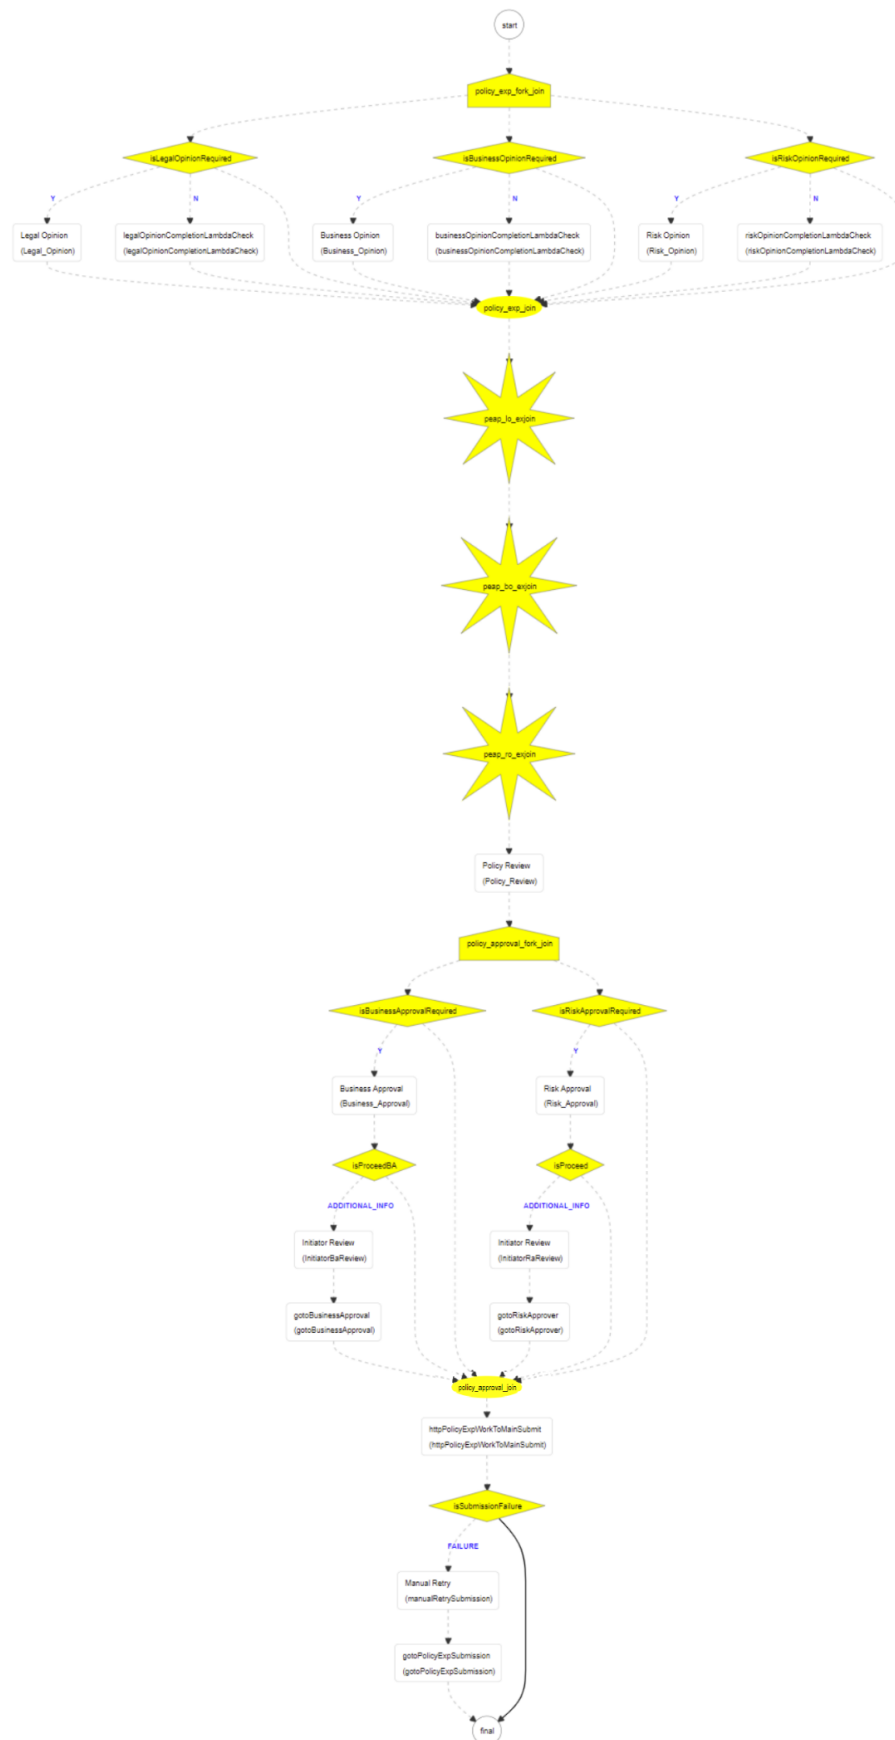 start
policy_exp_fork_join
isLegalOpinionRequired
isBusinessOpinionRequired
isRiskOpinionRequired
Y
N
Y
N
Y
N
Legal Opinion
(Legal_Opinion)
legalOpinionCompletionLambdaCheck
(legalOpinionCompletionLambdaCheck)
Business Opinion
(Business_Opinion)
businessOpinionCompletionLambdaCheck
(businessOpinionCompletionLambdaCheck)
Risk Opinion
(Risk_Opinion)
riskOpinionCompletionLambdaCheck
(riskOpinionCompletionLambdaCheck)
policy_exp_join
peap_lo_exjoin
peap_bo_exjoin
peap_ro_exjoin
Policy Review
(Policy_Review)
policy_approval_fork_join
isBusinessApprovalRequired
isRiskApprovalRequired
Y
Y
Business Approval
(Business_Approval)
Risk Approval
(Risk_Approval)
isProceedBA
isProceed
ADDITIONAL_INFO
ADDITIONAL_INFO
Initiator Review
(InitiatorBaReview)
Initiator Review
(InitiatorRaReview)
gotoBusinessApproval
(gotoBusinessApproval)
gotoRiskApprover
(gotoRiskApprover)
policy_approval_join
httpPolicyExpWorkToMainSubmit
(httpPolicyExpWorkToMainSubmit)
isSubmissionFailure
FAILURE
Manual Retry
(manualRetrySubmission)
gotoPolicyExpSubmission
(gotoPolicyExpSubmission)
final